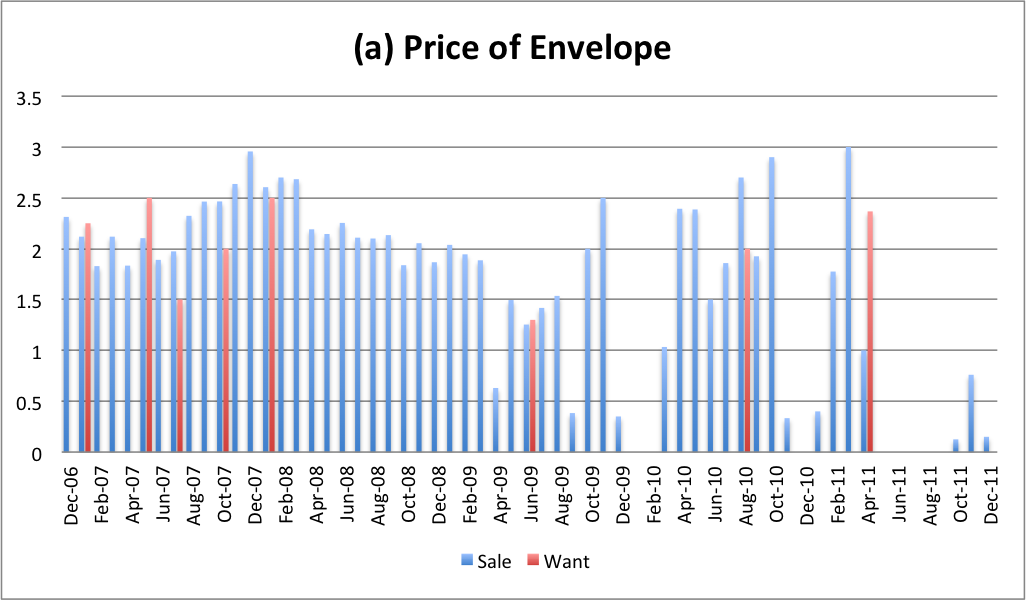 (a) Price of Envelope
3.5
3
2.5
2
1.5
1
0.5
0
Dec-06
Feb-07
Apr-07
Jun-07
Aug-07
Oct-07
Dec-07
Feb-08
Apr-08
Jun-08
Aug-08
Oct-08
Dec-08
Feb-09
Apr-09
Jun-09
Aug-09
Oct-09
Dec-09
Feb-10
Apr-10
Jun-10
Aug-10
Oct-10
Dec-10
Feb-11
Apr-11
Jun-11
Aug-11
Oct-11
Dec-11
Sale Want